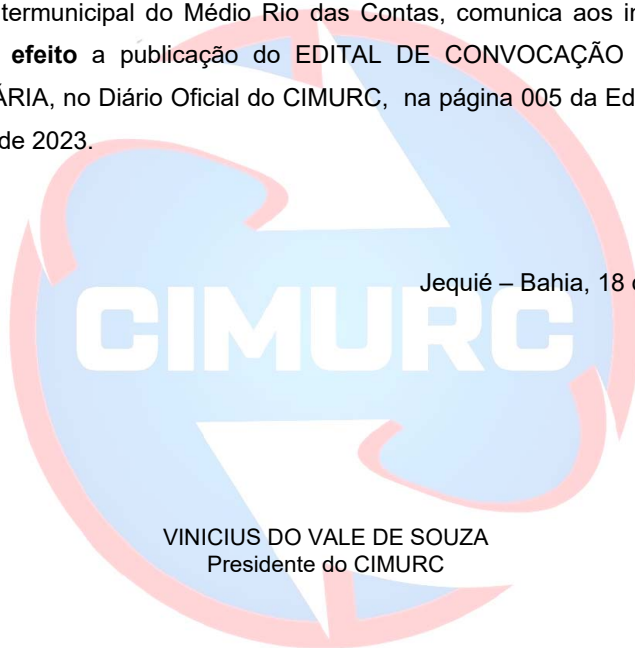 termunicipal do Médio Rio das Contas, comunica aos in
efeito a publicação do EDITAL DE CONVOCAÇÃO
ÁRIA, no Diário Oficial do CIMURC, na página 005 da Ed
de 2023.
Jequié – Bahia, 18
CIMURC
VINICIUS DO VALE DE SOUZA
Presidente do CIMURC